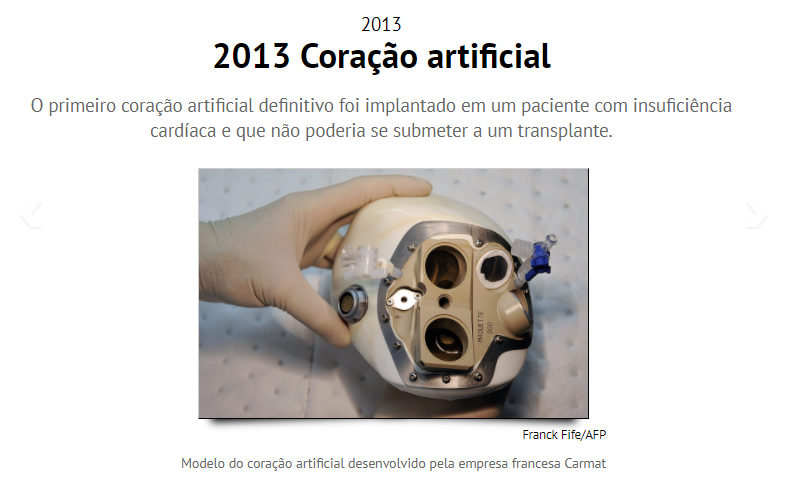 2013
2013 Coração artificial
O primeiro coração artificial definitivo foi implantado em um paciente com insuficiência
cardíaca e que não poderia se submeter a um transplante.
MAQUETTE
Franck Fife/AFP
Modelo do coração artificial desenvolvido pela empresa francesa Carmat